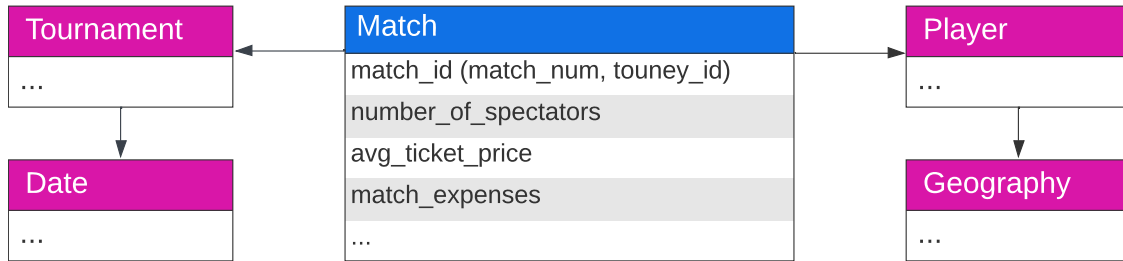 Tournament
...
Date
...
Match
match_id (match_num, touney_id)
number_of_spectators
avg_ticket_price
match_expenses
...
Player
...
Geography
...